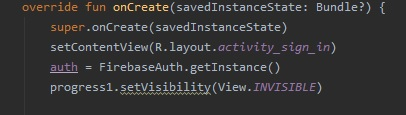 override fun onCreate(savedInstanceState: Bundle?) {
super.onCreate(savedInstanceState)
setContentView(R.layout.activity_sign_in)
auth = FirebaseAuth.getInstance()
progress1.setVisibility(View.INVISIBLE)